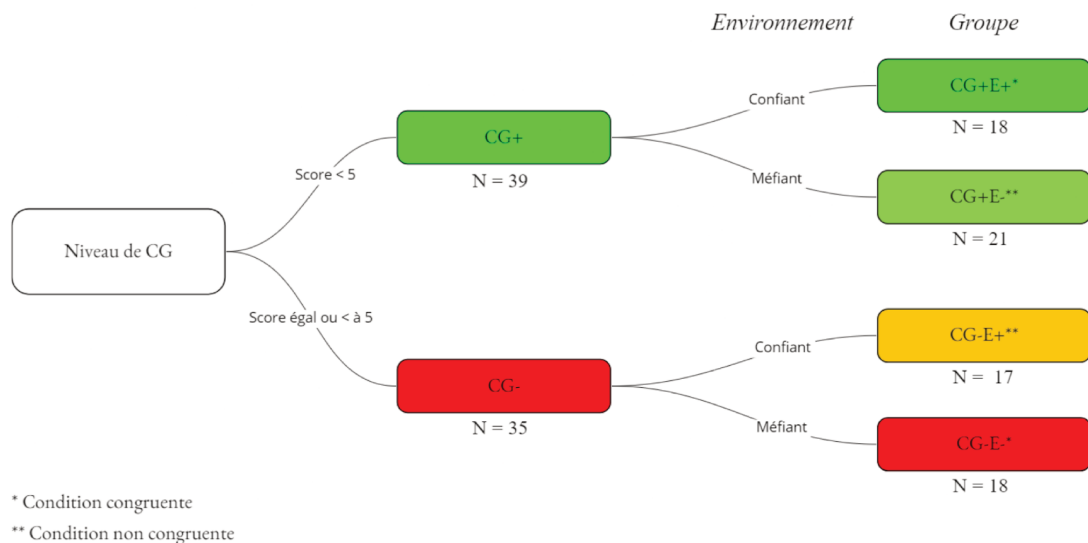 Environnement
Groupe
CG+E+*
Confiant
N = 18
CG+
Score < 5
N = 39
Méfiant
CG+E-**
N = 21
Niveau de CG
Score égal ou < à 5
CG-E+**
Confiant
N = 17
CG-
N = 35
Méfiant
CG-E-*
N = 18
* Condition congruente
** Condition non congruente